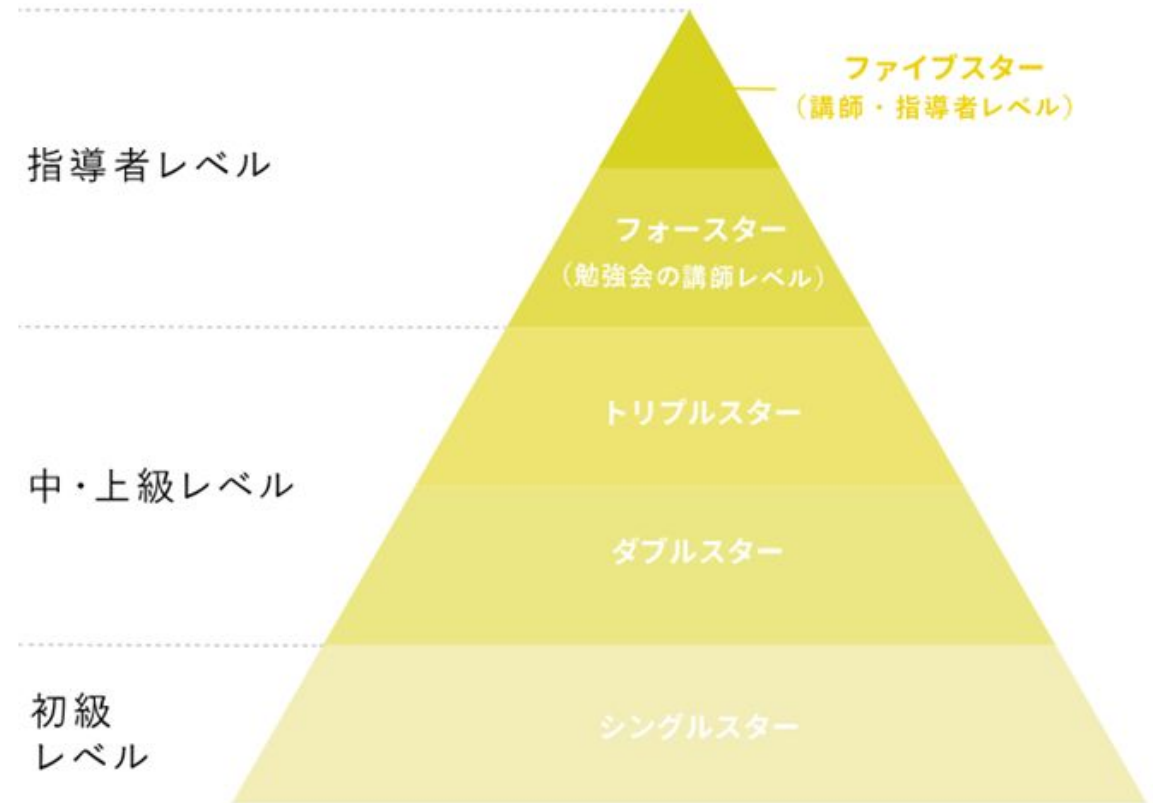 ファイブスター
（講師・指導者レベル）
指導者レベル
フォースター
（勉強会の講師レベル）
トリプルスター
中・上級レベル
ダブルスター
初級
レベル
シングルスター